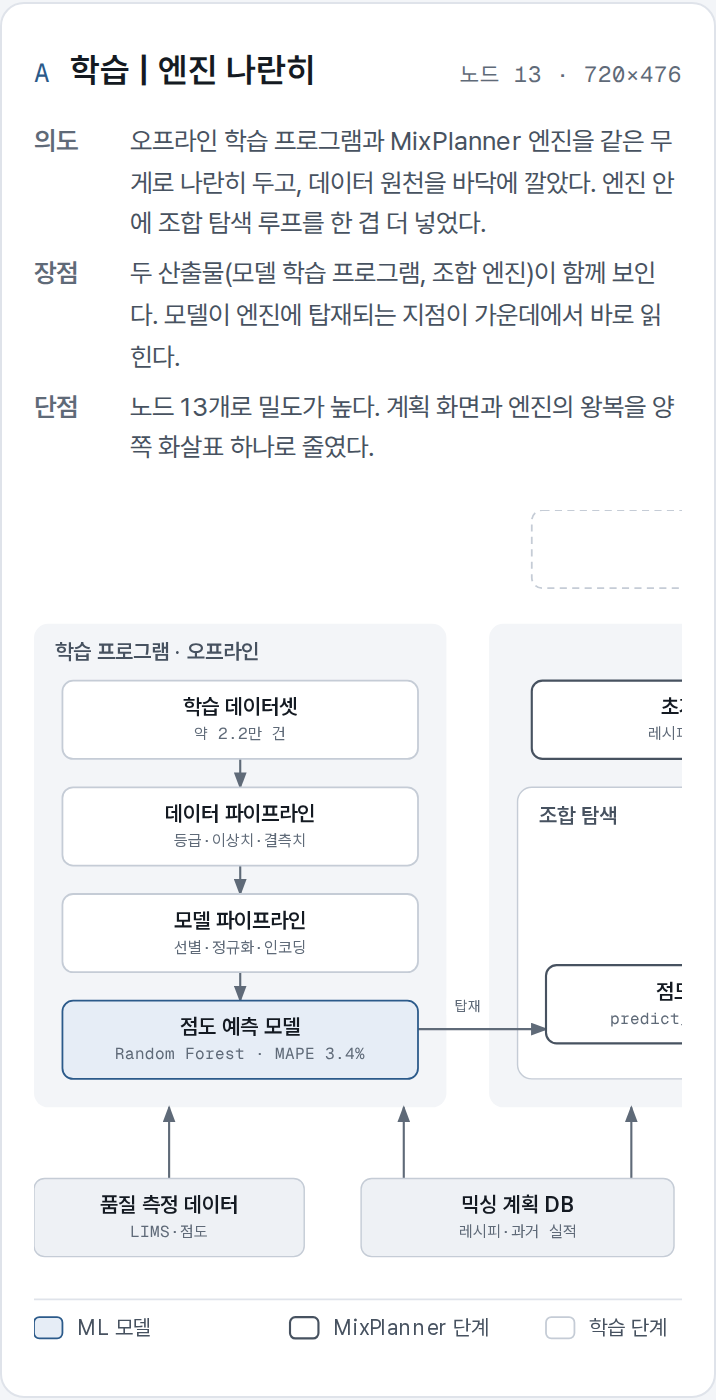 A 학습 | 엔진 나란히
노드 13 · 720×476
의도
오프라인 학습 프로그램과 MixPlanner 엔진을 같은 무
게로 나란히 두고, 데이터 원천을 바닥에 깔았다. 엔진 안
에 조합 탐색 루프를 한 겹 더 넣었다.
장점
두 산출물(모델 학습 프로그램, 조합 엔진)이 함께 보인
다. 모델이 엔진에 탑재되는 지점이 가운데에서 바로 읽
힌다.
단점
노드 13개로 밀도가 높다. 계획 화면과 엔진의 왕복을 양
쪽 화살표 하나로 줄였다.
학습 프로그램 · 오프라인
학습 데이터셋
약 2.2만 건
데이터 파이프라인
등급·이상치·결측치
모델 파이프라인
선별·정규화·인코딩
점도 예측 모델
Random Forest · MAPE 3.4%
탑재
레시피
조합 탐색
predict
품질 측정 데이터
LIMS·점도
믹싱 계획 DB
레시피·과거 실적
ML 모델
MixPlanner 단계
학습 단계